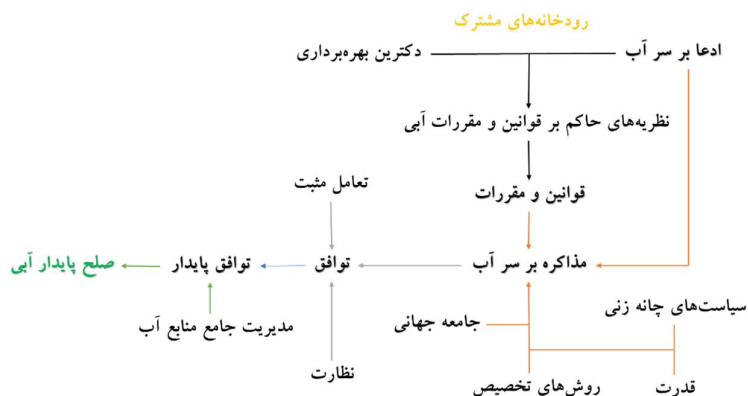 رودخانه‌های مشترک
ادعا بر سر آب
دکترین بهره‌برداری
نظریه‌های حاکم بر قوانین و مقررات آبی
قوانین و مقررات
تعامل مثبت
مذاکره بر سر آب
توافق
توافق پایدار
صلح پایدار آبی
سیاست‌های چانه زنی
جامعه جهانی
مدیریت جامع منابع آب
قدرت
روش‌های تخصیص
نظارت